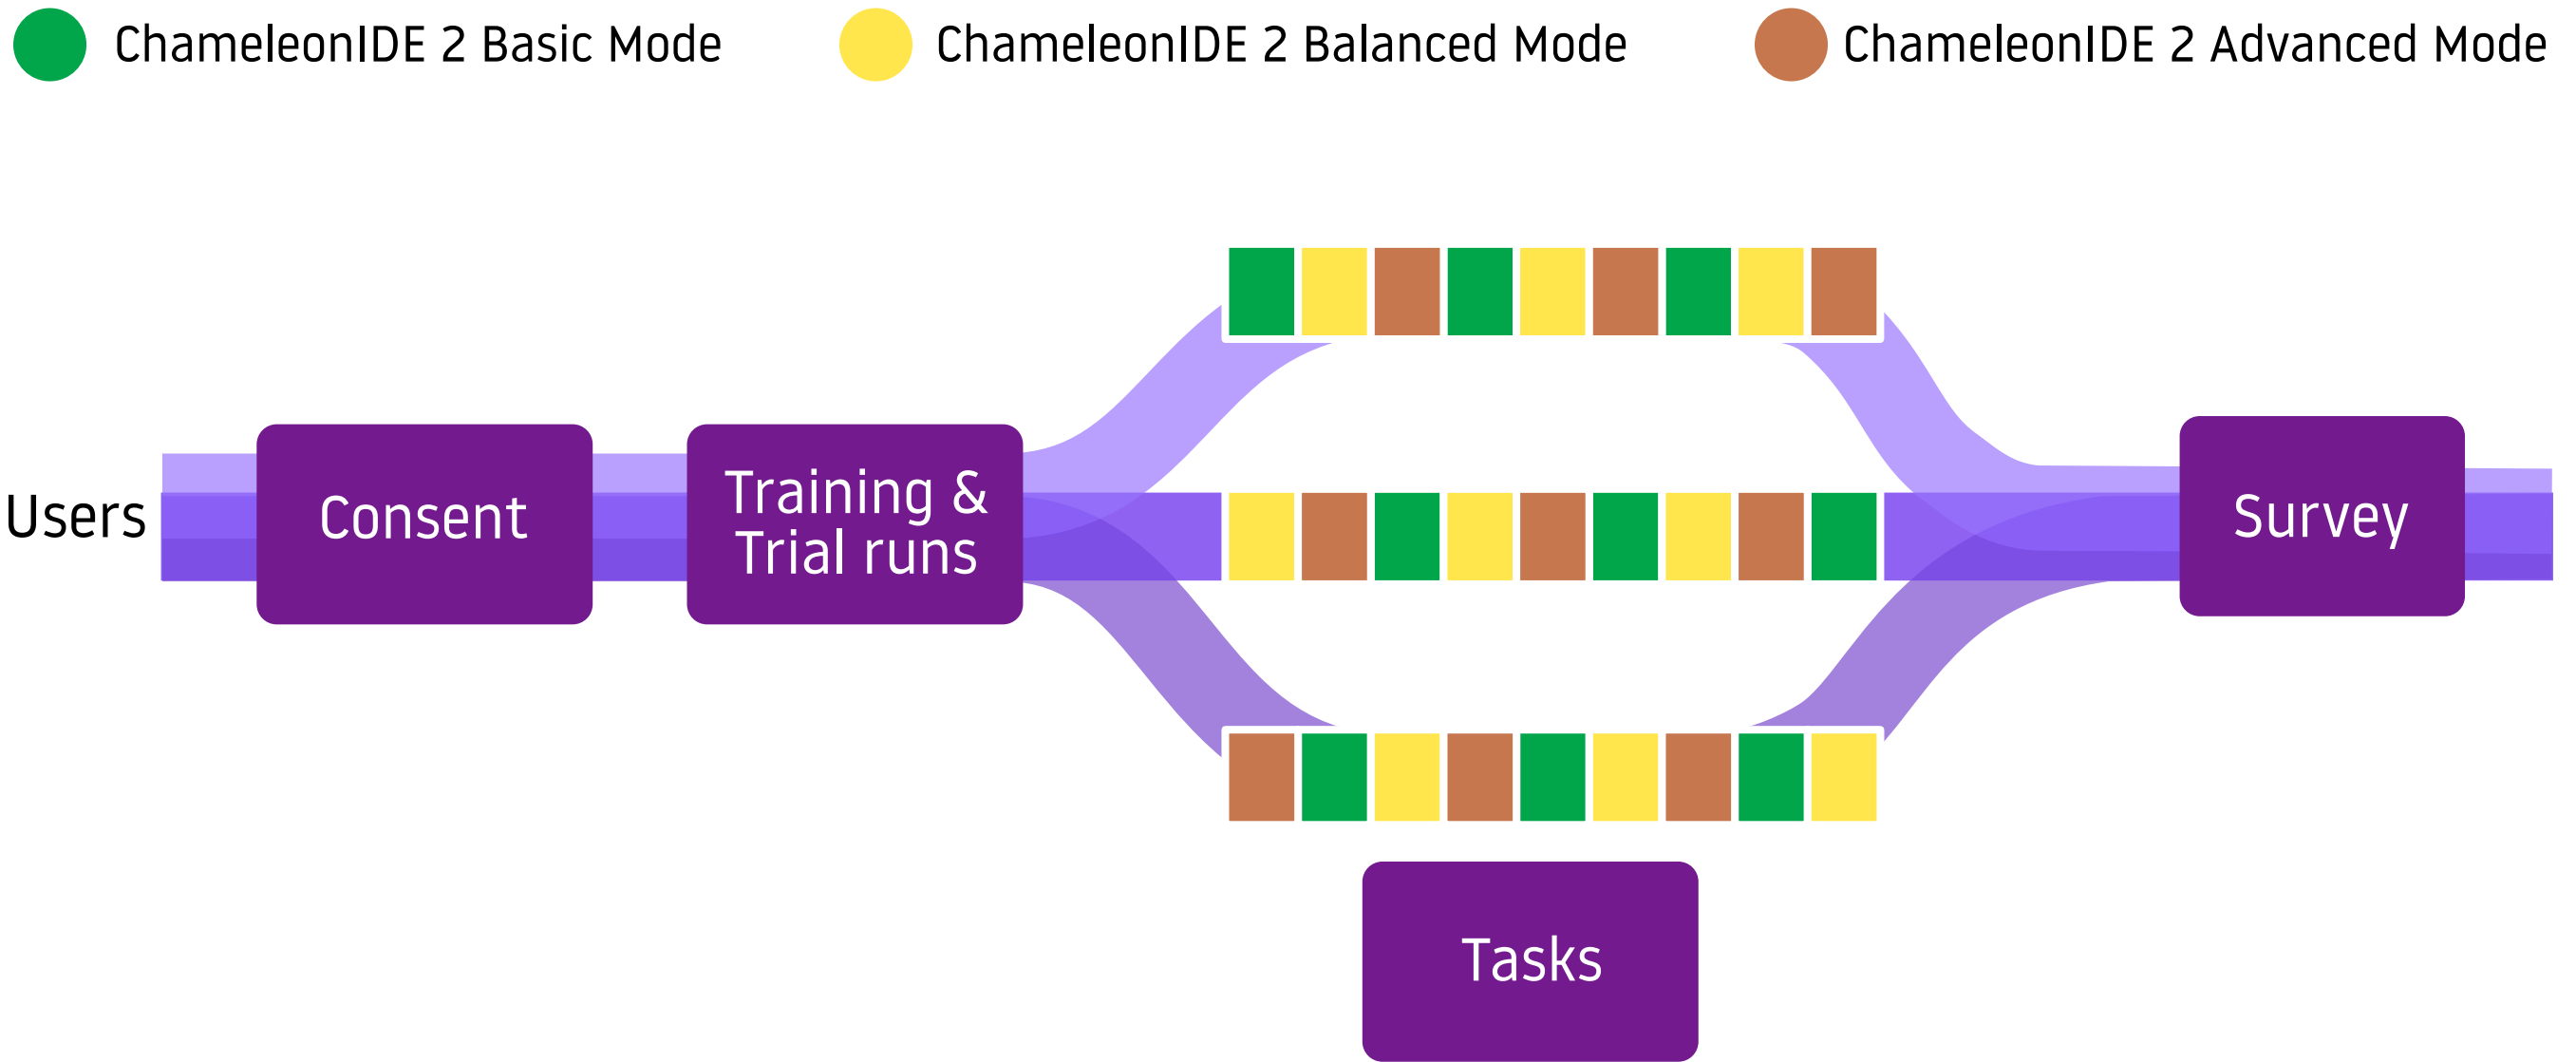 ChameleonIDE 2 Basic Mode
ChameleonIDE 2 Balanced Mode
ChameleonIDE 2 Advanced Mode
Users
Consent
Training &
Trial runs
Survey
Tasks